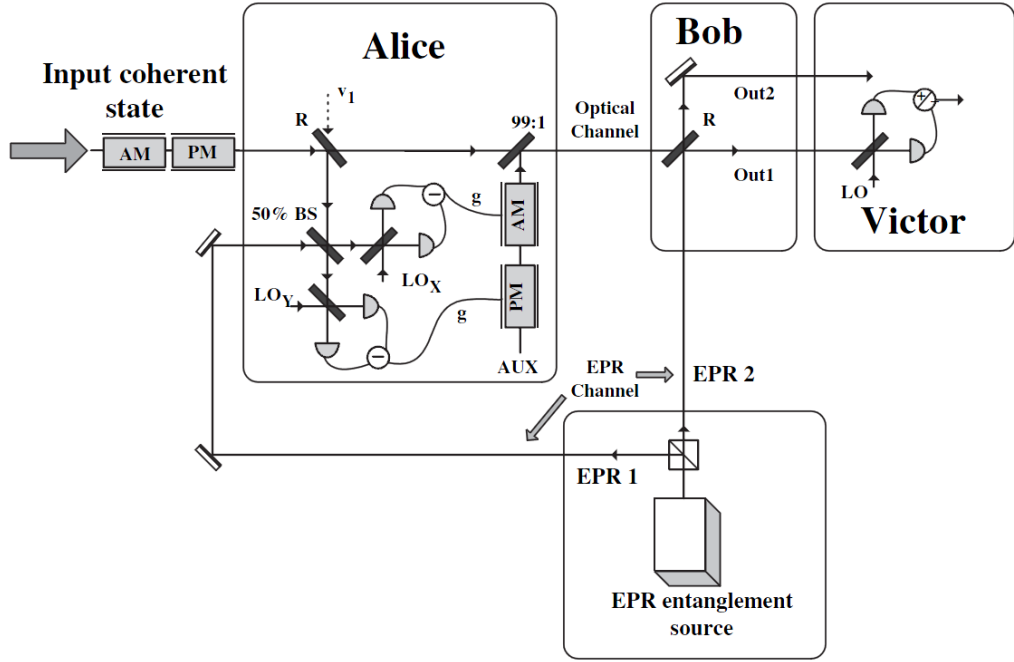 Alice
Bob
Input coherent
state
v1
R
99:1
Optical
Channel
Out2
R
AM
PM
g
AM
Out1
LO
Victor
50% BS
LOX
LOY
g
PM
AUX
EPR
Channel
EPR 2
EPR 1
EPR entanglement
source